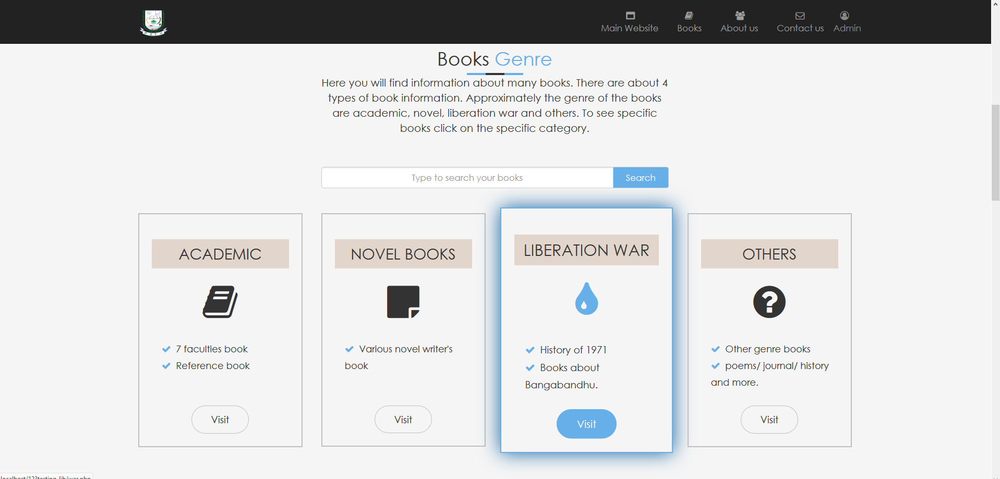 PSTU
Main Website
Books
About us
Contact us
Admin
Books Genre
Here you will find information about many books. There are about 4
types of book information. Approximately the genre of the books
are academic, novel, liberation war and others. To see specific
books click on the specific category.
Type to search your books
Search
ACADEMIC
7 faculties book
Reference book
Visit
NOVEL BOOKS
Various novel writer's
book
Visit
LIBERATION WAR
History of 1971
Books about
Bangabandhu.
Visit
OTHERS
Other genre books
poems/ journal/ history
and more.
Visit
localhost/123testing_lib/war.php